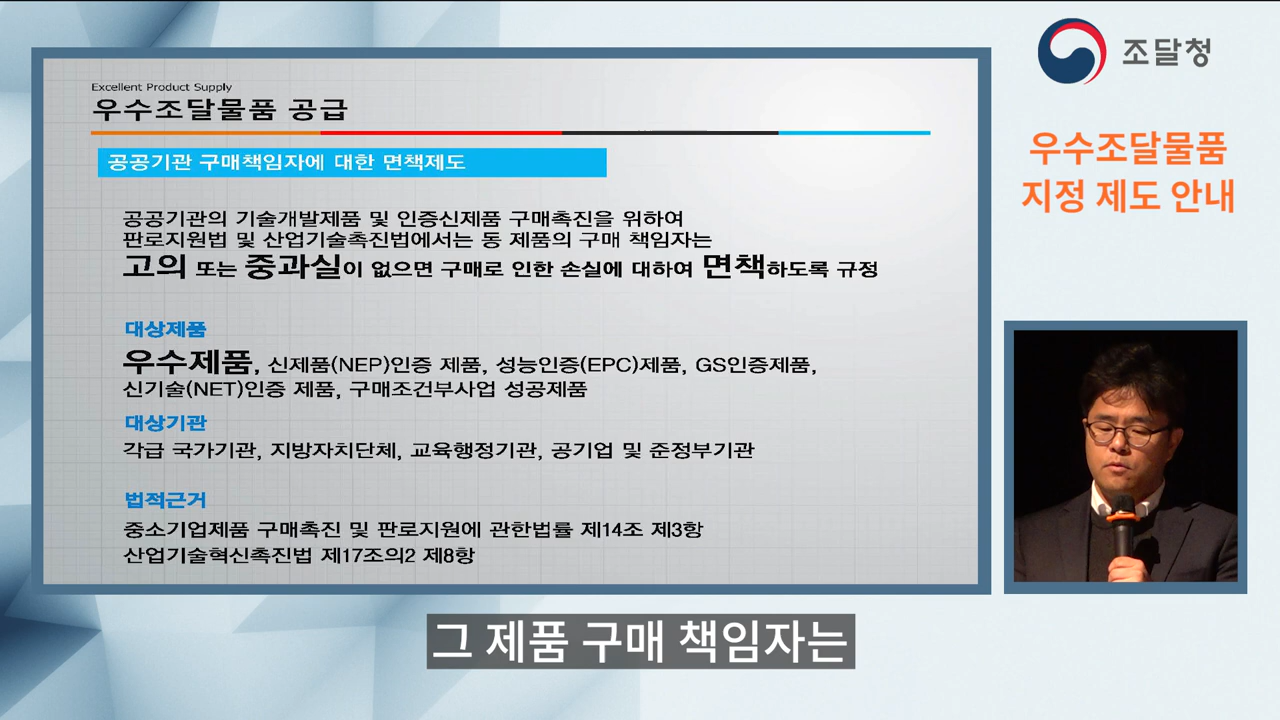 Excellent Product Supply
우수조달물품 공급
공공기관 구매책임자에 대한 면책제도
공공기관의 기술개발제품 및 인증신제품 구매촉진을 위하여
판로지원법 및 산업기술촉진법에서는 동 제품의 구매 책임자는
고의 또는 중과실이 없으면 구매로 인한 손실에 대하여 면책하도록 규정
대상제품
우수제품, 신제품(NEP)인증 제품, 성능인증(EPC)제품, GS인증제품,
신기술(NET)인증 제품, 구매조건부사업 성공제품
대상기관
각급 국가기관, 지방자치단체, 교육행정기관, 공기업 및 준정부기관
법적근거
중소기업제품 구매촉진 및 판로지원에 관한법률 제14조 제3항
산업기술혁신촉진법 제17조의2 제8항
조달청
우수조달물품
지정 제도 안내
그 제품 구매 책임자는